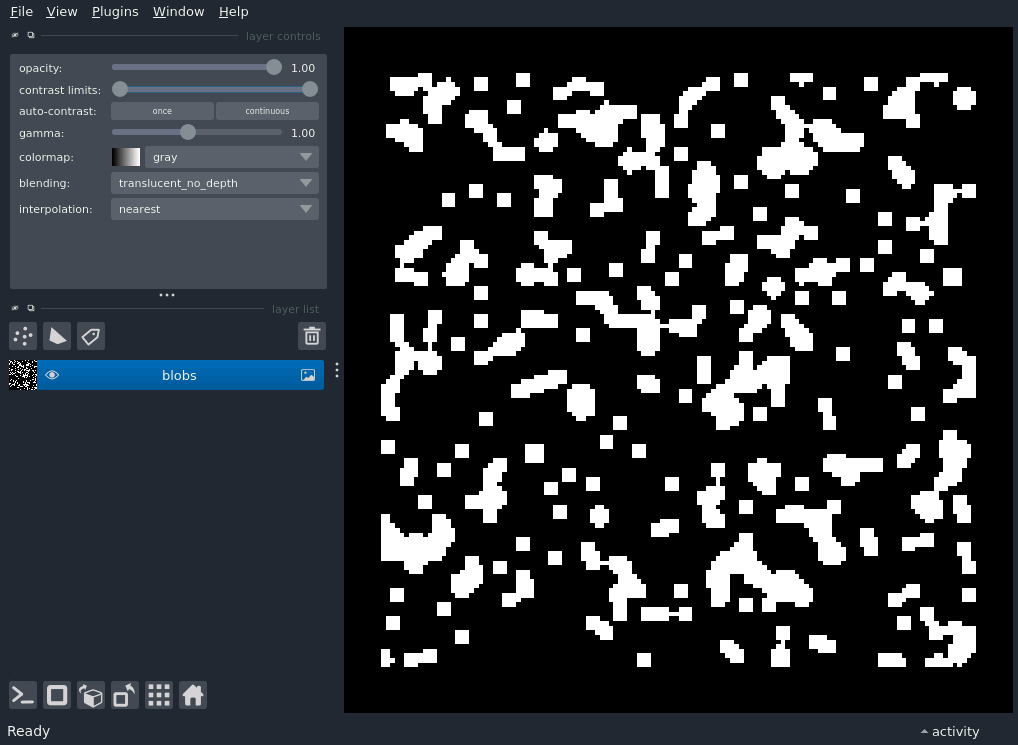 File View Plugins Window Help
layer controls
opacity: 1.00
contrast limits:
auto-contrast: once continuous
gamma: 1.00
colormap: gray
blending: translucent_no_depth
interpolation: nearest
layer list
blobs
Ready
activity